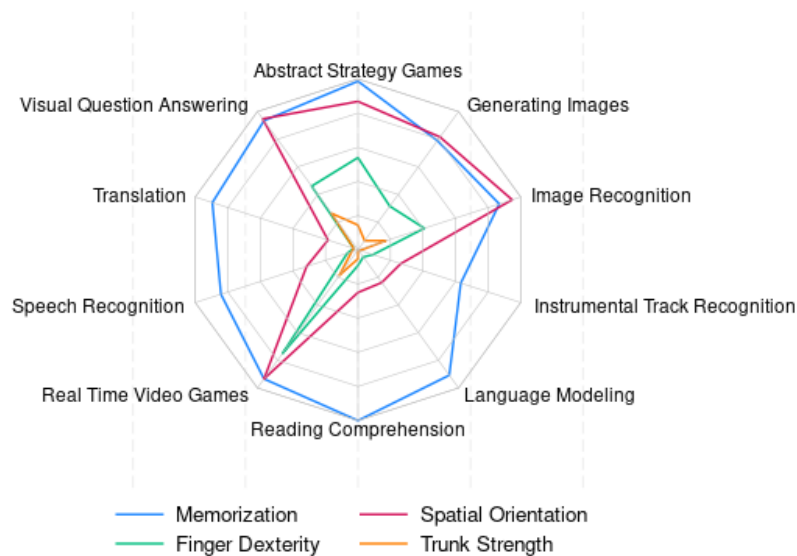 Abstract Strategy Games
Visual Question Answering
Generating Images
Translation
Image Recognition
Speech Recognition
Instrumental Track Recognition
Real Time Video Games
Language Modeling
Reading Comprehension
Memorization
Spatial Orientation
Finger Dexterity
Trunk Strength